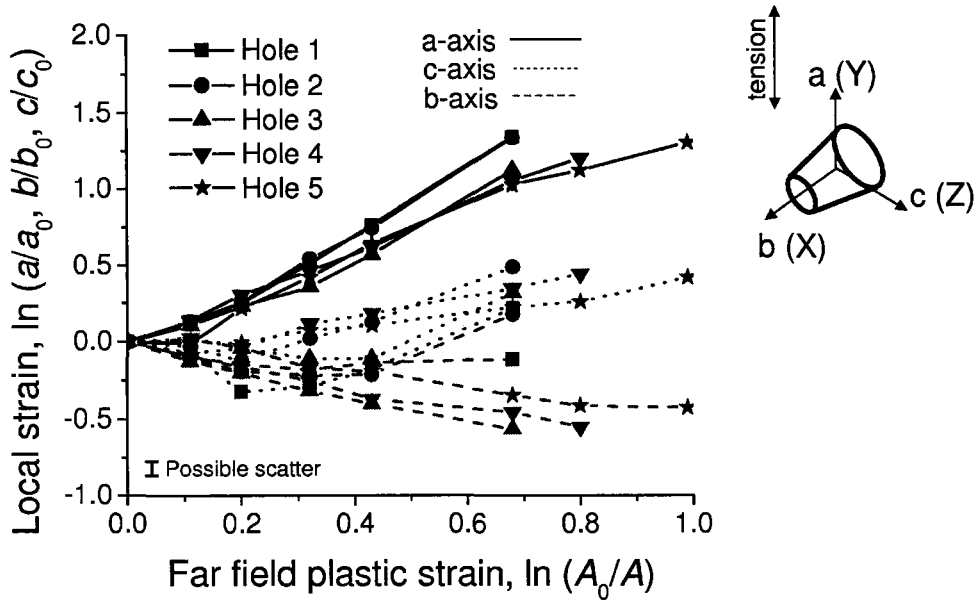 2.0
1.5
1.0
0.5
0.0
-0.5
-1.0
Local strain, ln (a/a₀, b/b₀, c/c₀)
Hole 1
Hole 2
Hole 3
Hole 4
Hole 5
a-axis
c-axis
b-axis
Possible scatter
0.0 0.2 0.4 0.6 0.8 1.0
Far field plastic strain, ln (A₀/A)
tension
a (Y)
c (Z)
b (X)